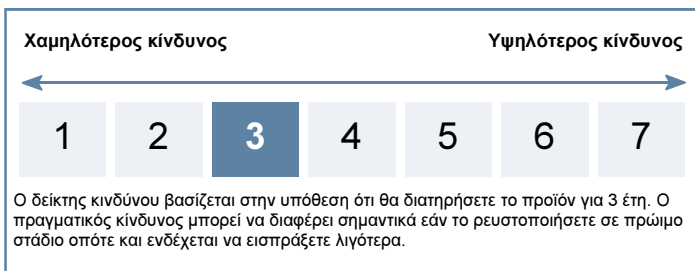 Χαμηλότερος κίνδυνος Υψηλότερος κίνδυνος
1 2 3 4 5 6 7
Ο δείκτης κινδύνου βασίζεται στην υπόθεση ότι θα διατηρήσετε το προϊόν για 3 έτη. Ο
πραγματικός κίνδυνος μπορεί να διαφέρει σημαντικά εάν το ρευστοποιήσετε σε πρώιμο
στάδιο οπότε και ενδέχεται να εισπράξετε λιγότερα.